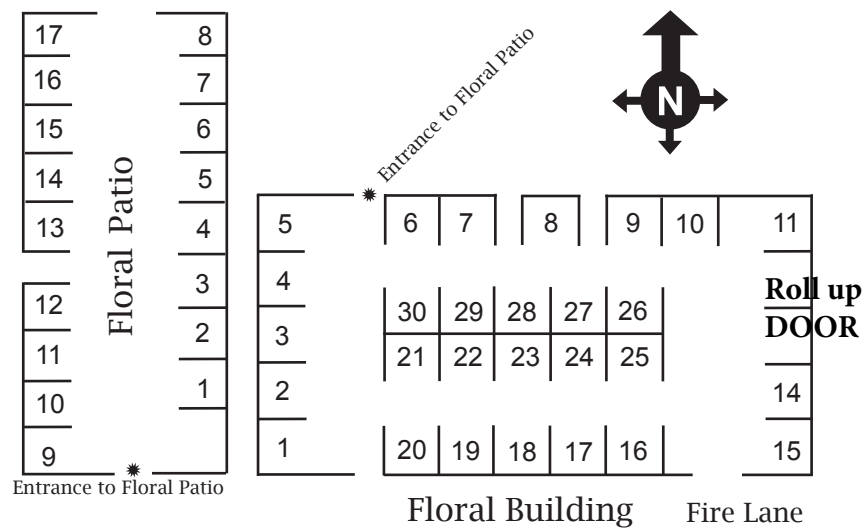 17 8
16 7
15 6
14 5
13 4
3
12 2
11 1
10
9
Floral Patio
Entrance to Floral Patio
Entrance to Floral Patio
N
5 6 7 8 9 10 11
4
3
2
1
30 29 28 27 26
21 22 23 24 25
20 19 18 17 16
Roll up
DOOR
14
15
Floral Building
Fire Lane